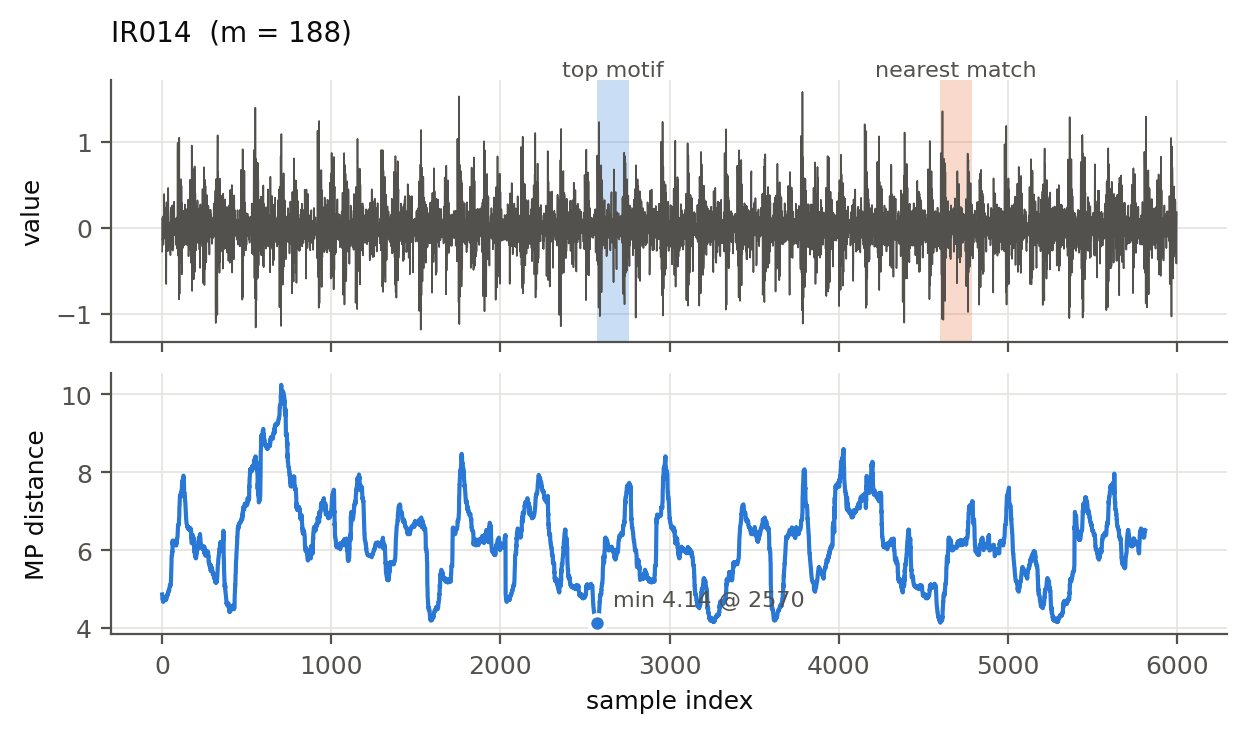 IR014  (m = 188)
top motif
nearest match
value
1
0
−1
MP distance
10
8
6
4
min 4.14 @ 2570
0
1000
2000
3000
4000
5000
6000
sample index